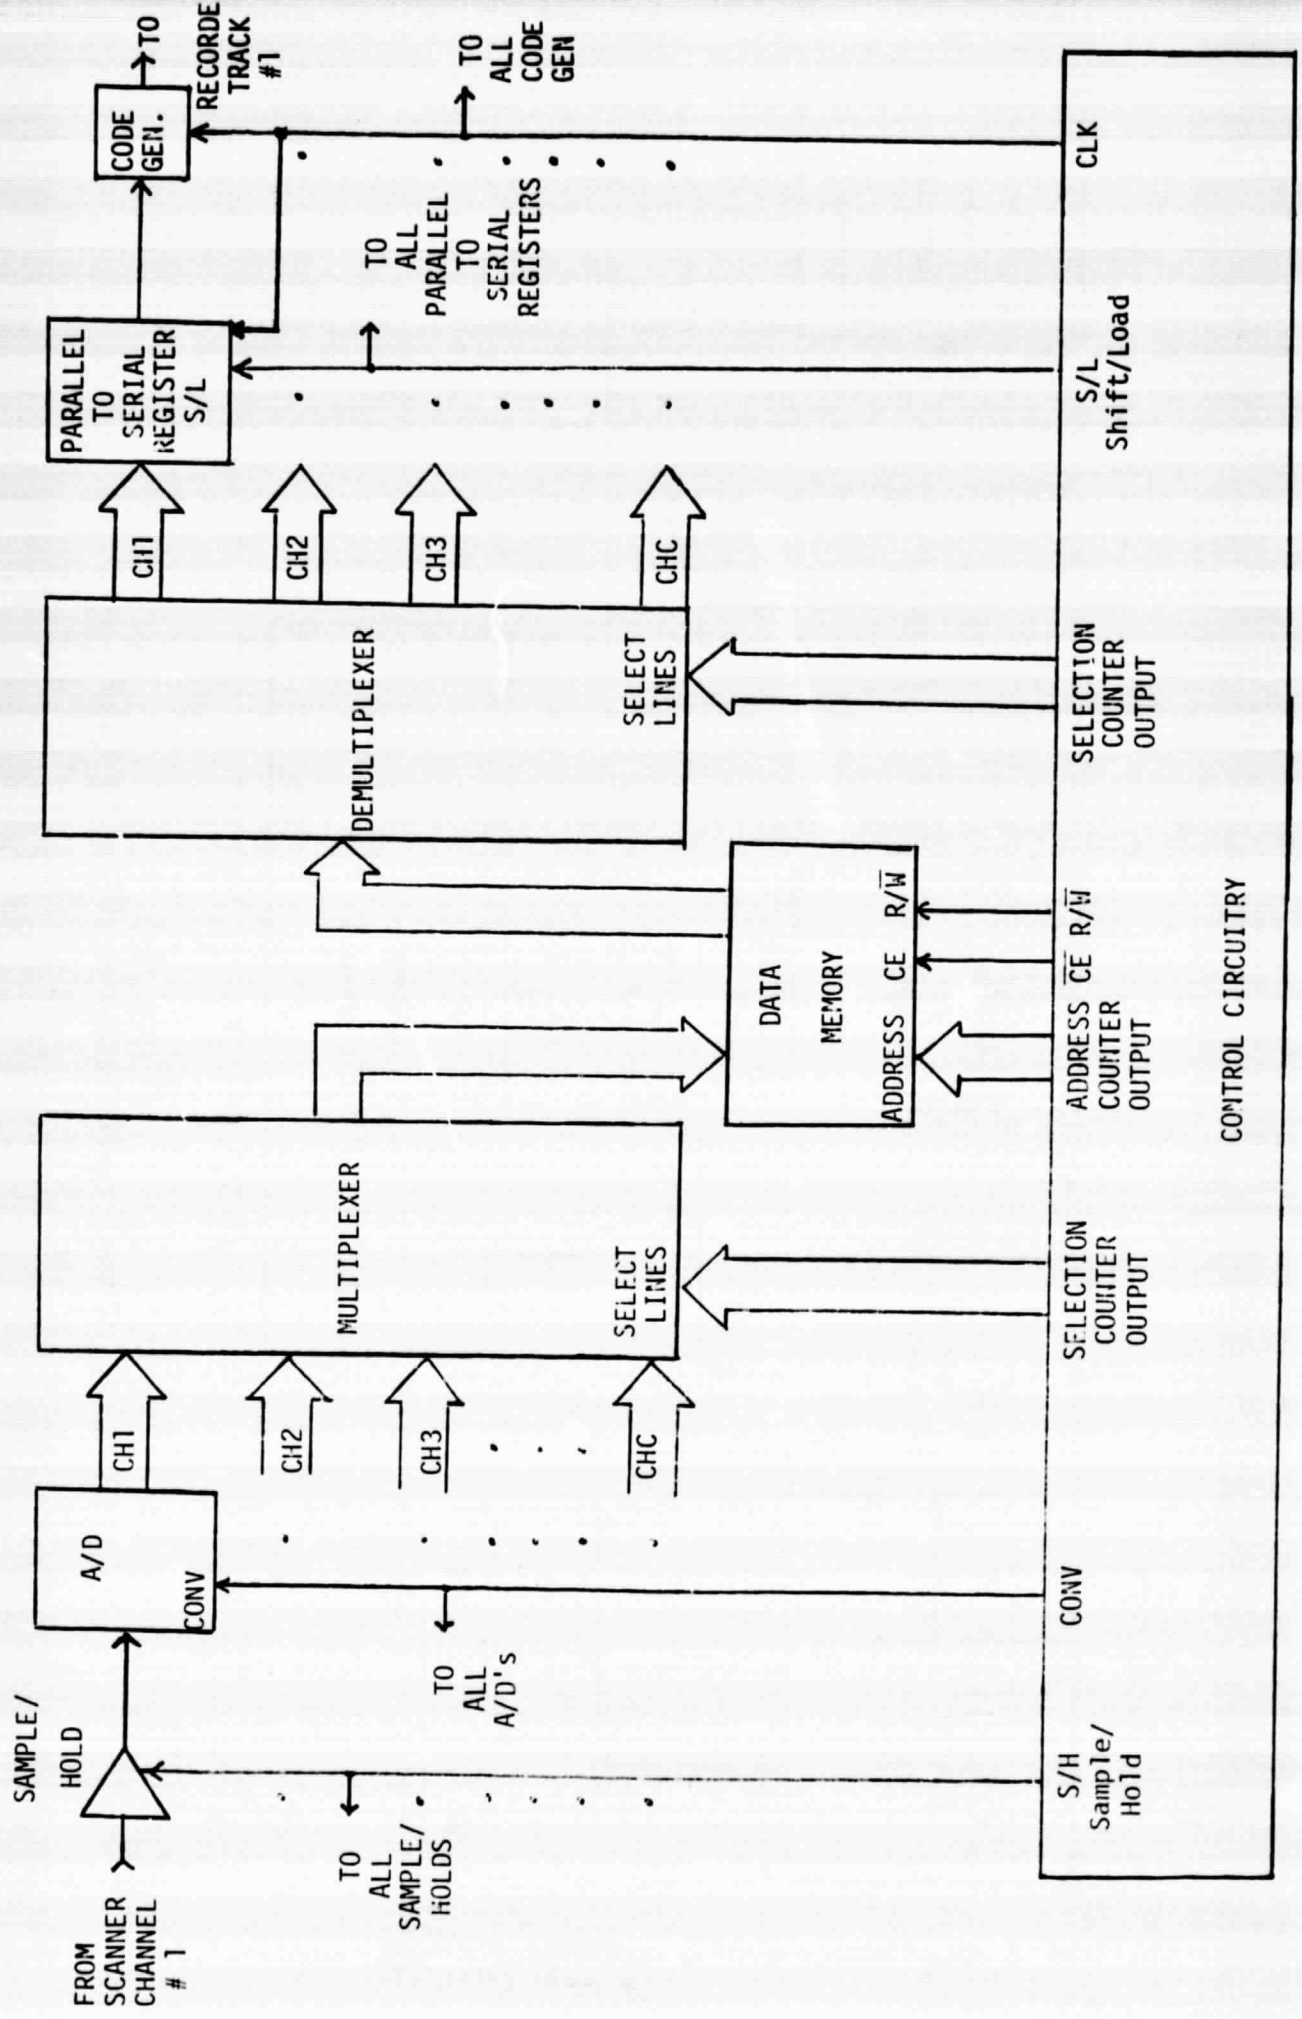 FROM
SCANNER
CHANNEL
# 1
SAMPLE/
HOLD
TO
ALL
SAMPLE/
HOLDS
A/D
CONV
TO
ALL
A/D's
CH1
CH2
CH3
CHC
MULTIPLEXER
SELECT
LINES
DATA
MEMORY
ADDRESS CE R/W̅
DEMULTIPLEXER
SELECT
LINES
CH1
CH2
CH3
CHC
PARALLEL
TO
SERIAL
REGISTER
S/L
TO
ALL
PARALLEL
TO
SERIAL
REGISTERS
CODE
GEN.
TO
RECORDE
TRACK
#1
TO
ALL
CODE
GEN
S/H
Sample/
Hold
CONV
SELECTION
COUNTER
OUTPUT
ADDRESS C̅E̅ R/W̅
COUNTER
OUTPUT
SELECTION
COUNTER
OUTPUT
S/L
Shift/Load
CLK
CONTROL CIRCUITRY